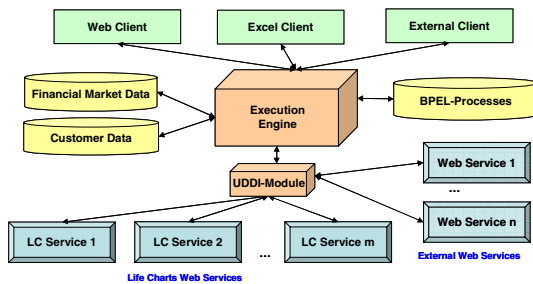 Web Client
Excel Client
External Client
Financial Market Data
Customer Data
Execution
Engine
BPEL-Processes
UDDI-Module
Web Service 1
...
Web Service n
LC Service 1
LC Service 2
...
LC Service m
Life Charts Web Services
External Web Services